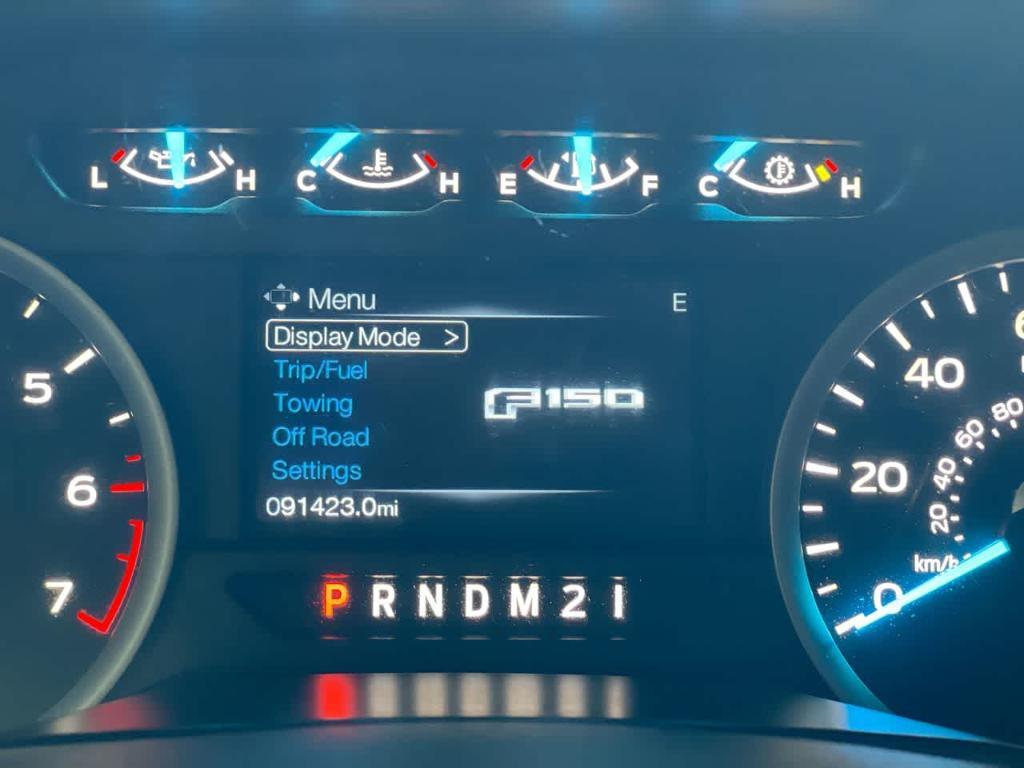 L H C H E F C H
Menu E
Display Mode >
Trip/Fuel
Towing
Off Road
Settings
F150
091423.0mi
P R N D M 2 1
5
6
7
0
20
40
km/h
20
40
60
80